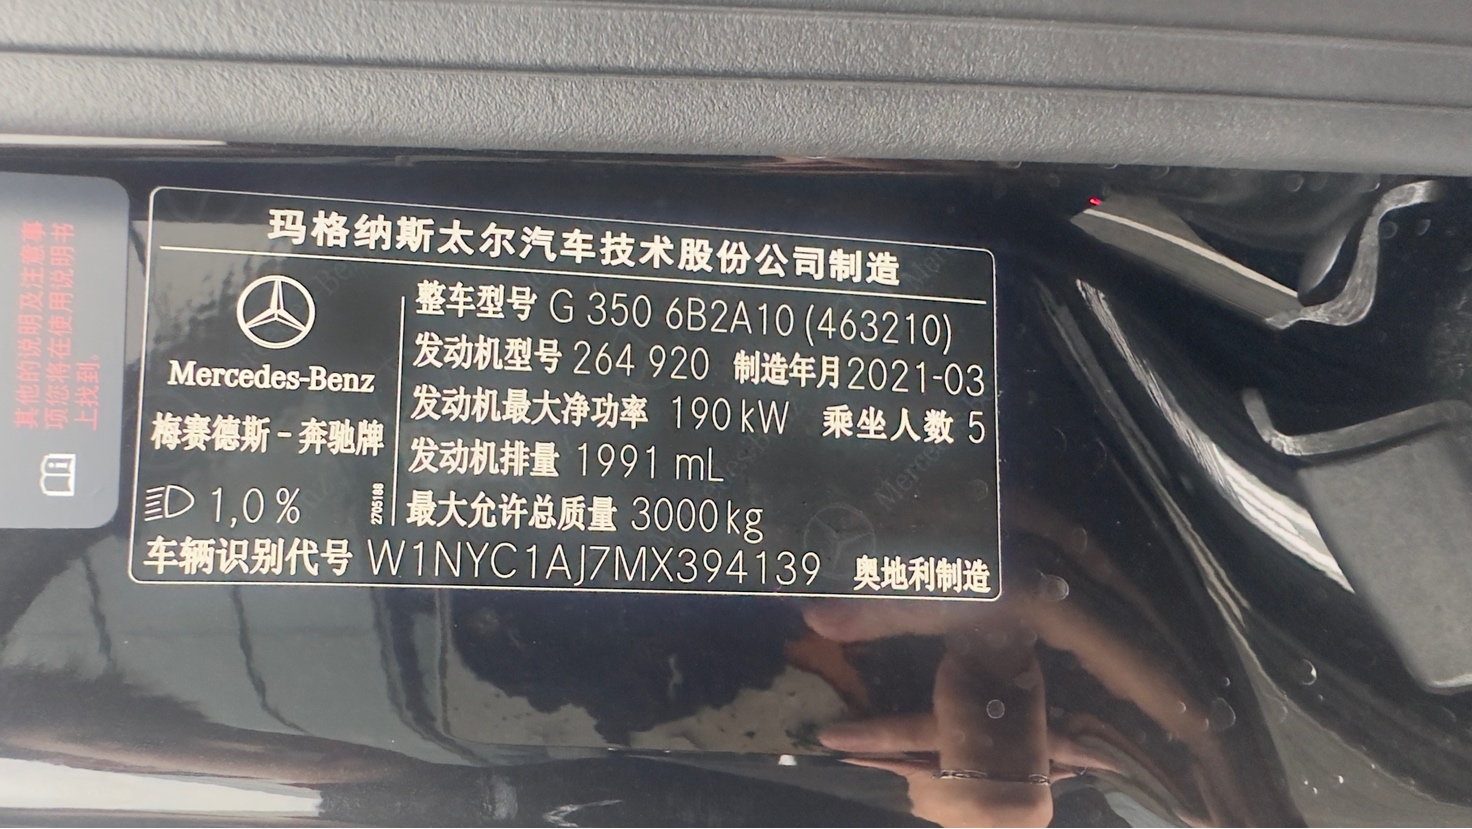 其他的说明及注意事
项您将在使用说明书
上找到.
玛格纳斯太尔汽车技术股份公司制造
Mercedes-Benz
梅赛德斯-奔驰牌
1,0%
2705188
整车型号 G 350 6B2A10 (463210)
发动机型号 264 920 制造年月 2021-03
发动机最大净功率 190 kW 乘坐人数 5
发动机排量 1991 mL
最大允许总质量 3000 kg
车辆识别代号 W1NYC1AJ7MX394139 奥地利制造